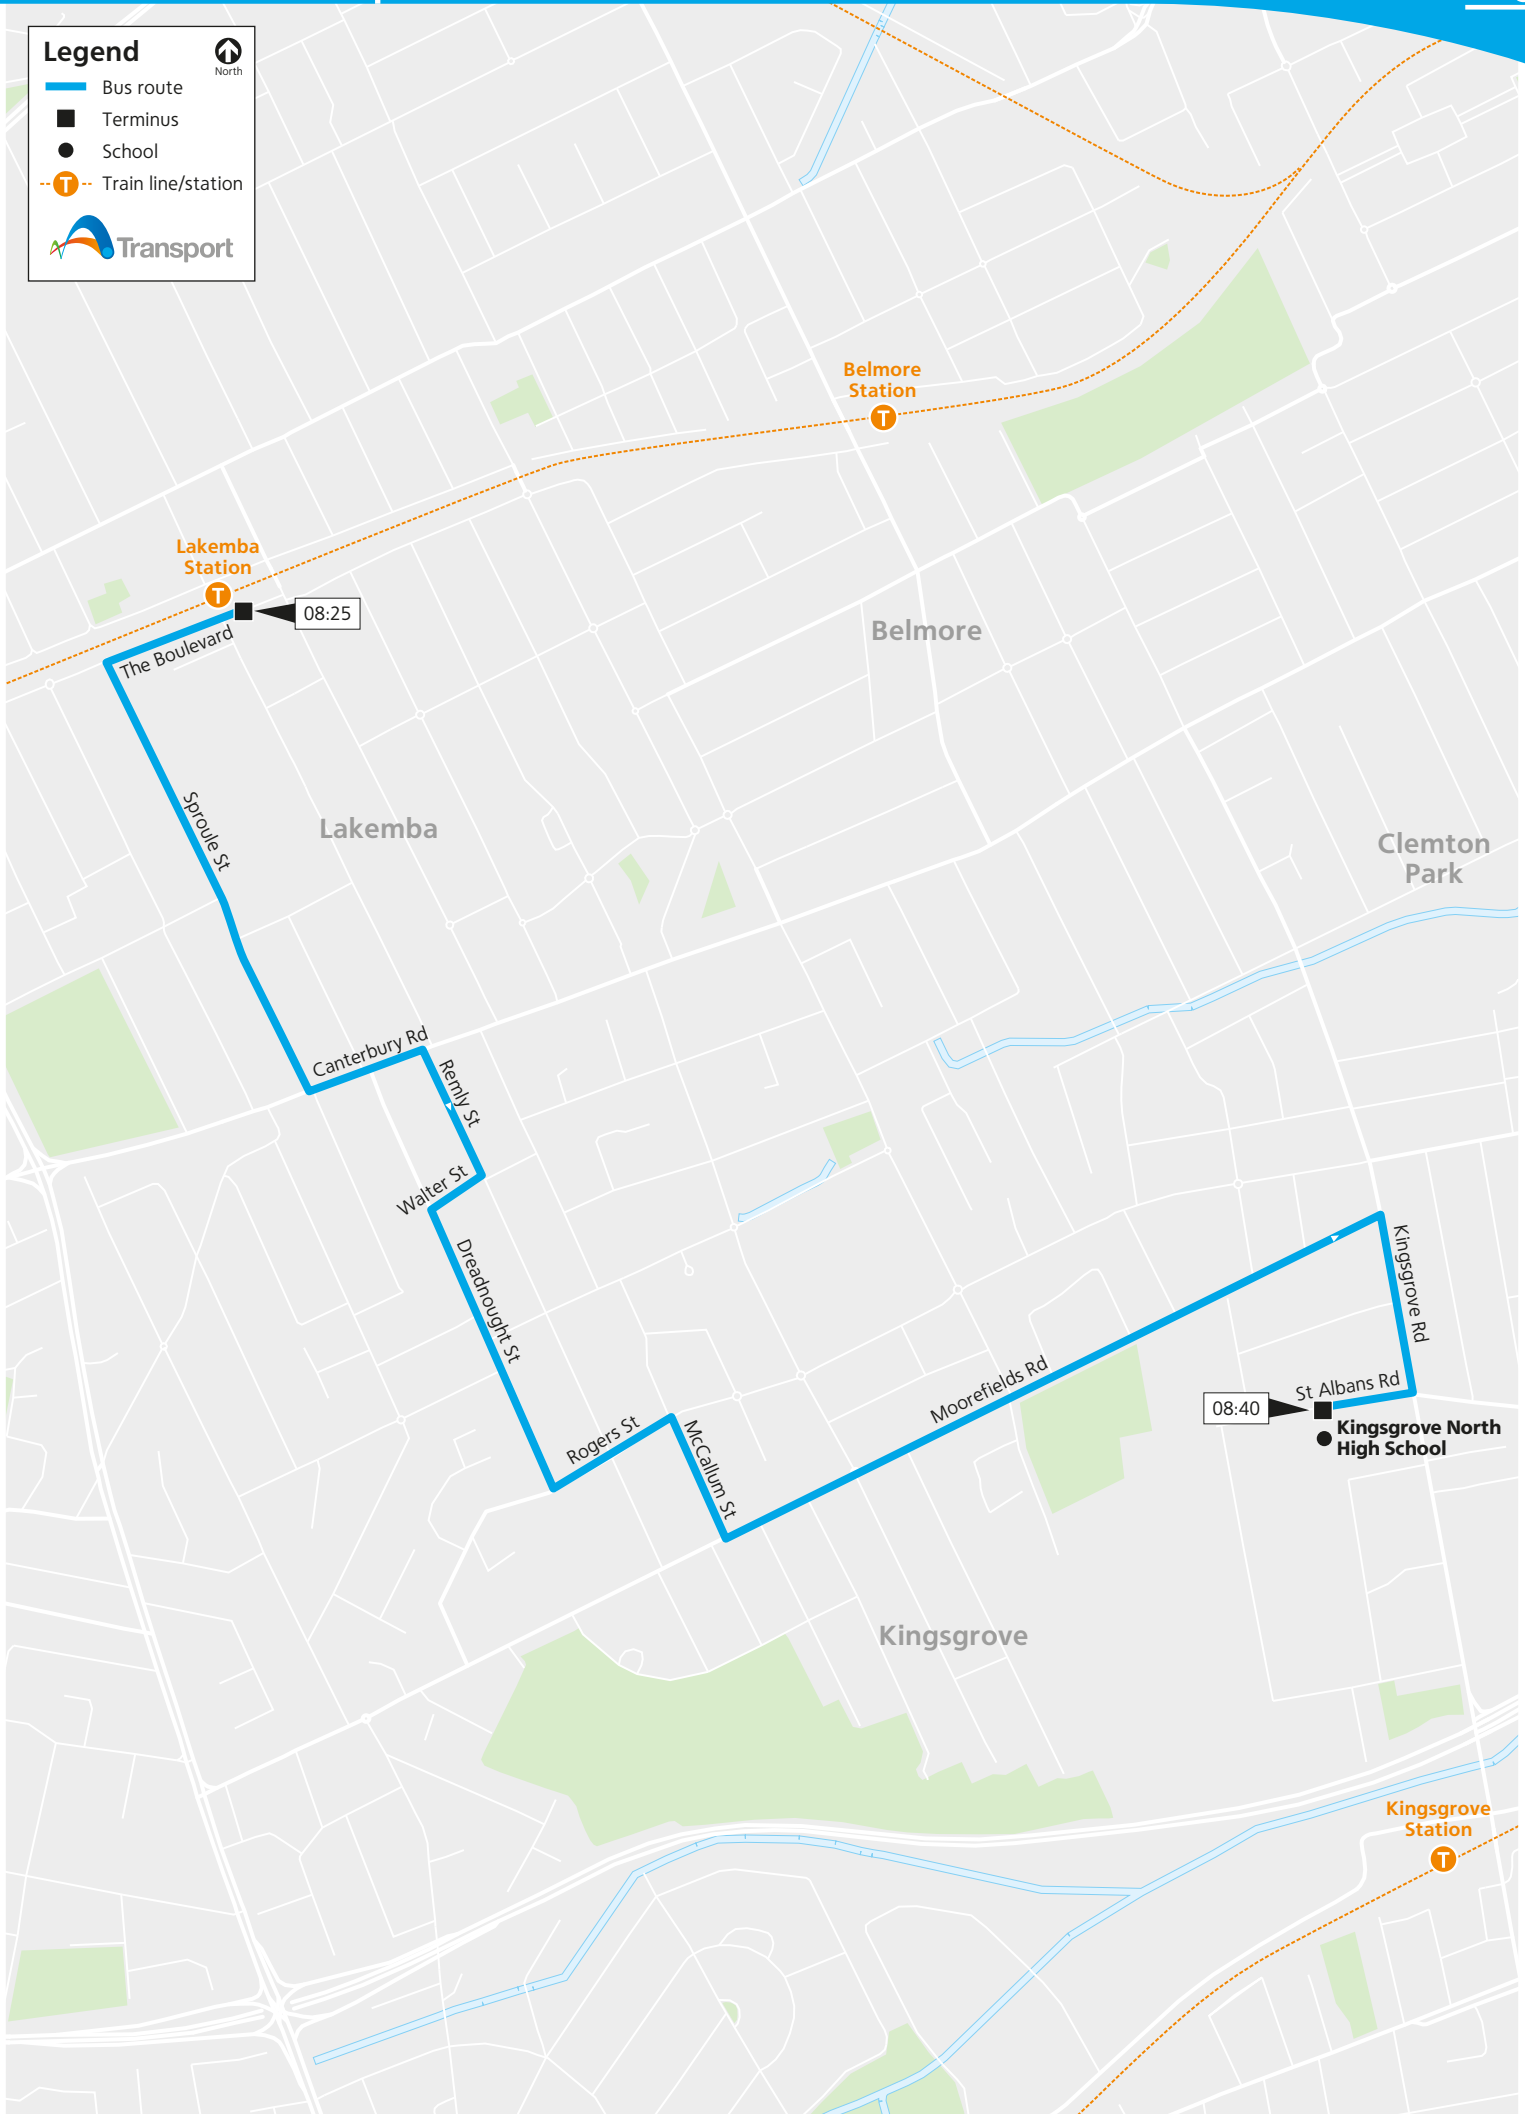 Legend
North
Bus route
Terminus
School
T
Train line/station
Transport
Belmore
Station
T
Lakemba
Station
T
08:25
The Boulevard
Belmore
Sproule St
Lakemba
Clemton
Park
Canterbury Rd
Remly St
Walter St
Dreadnought St
Kingsgrove Rd
Moorefields Rd
St Albans Rd
08:40
Kingsgrove North
High School
Rogers St
McCallum St
Kingsgrove
Kingsgrove
Station
T